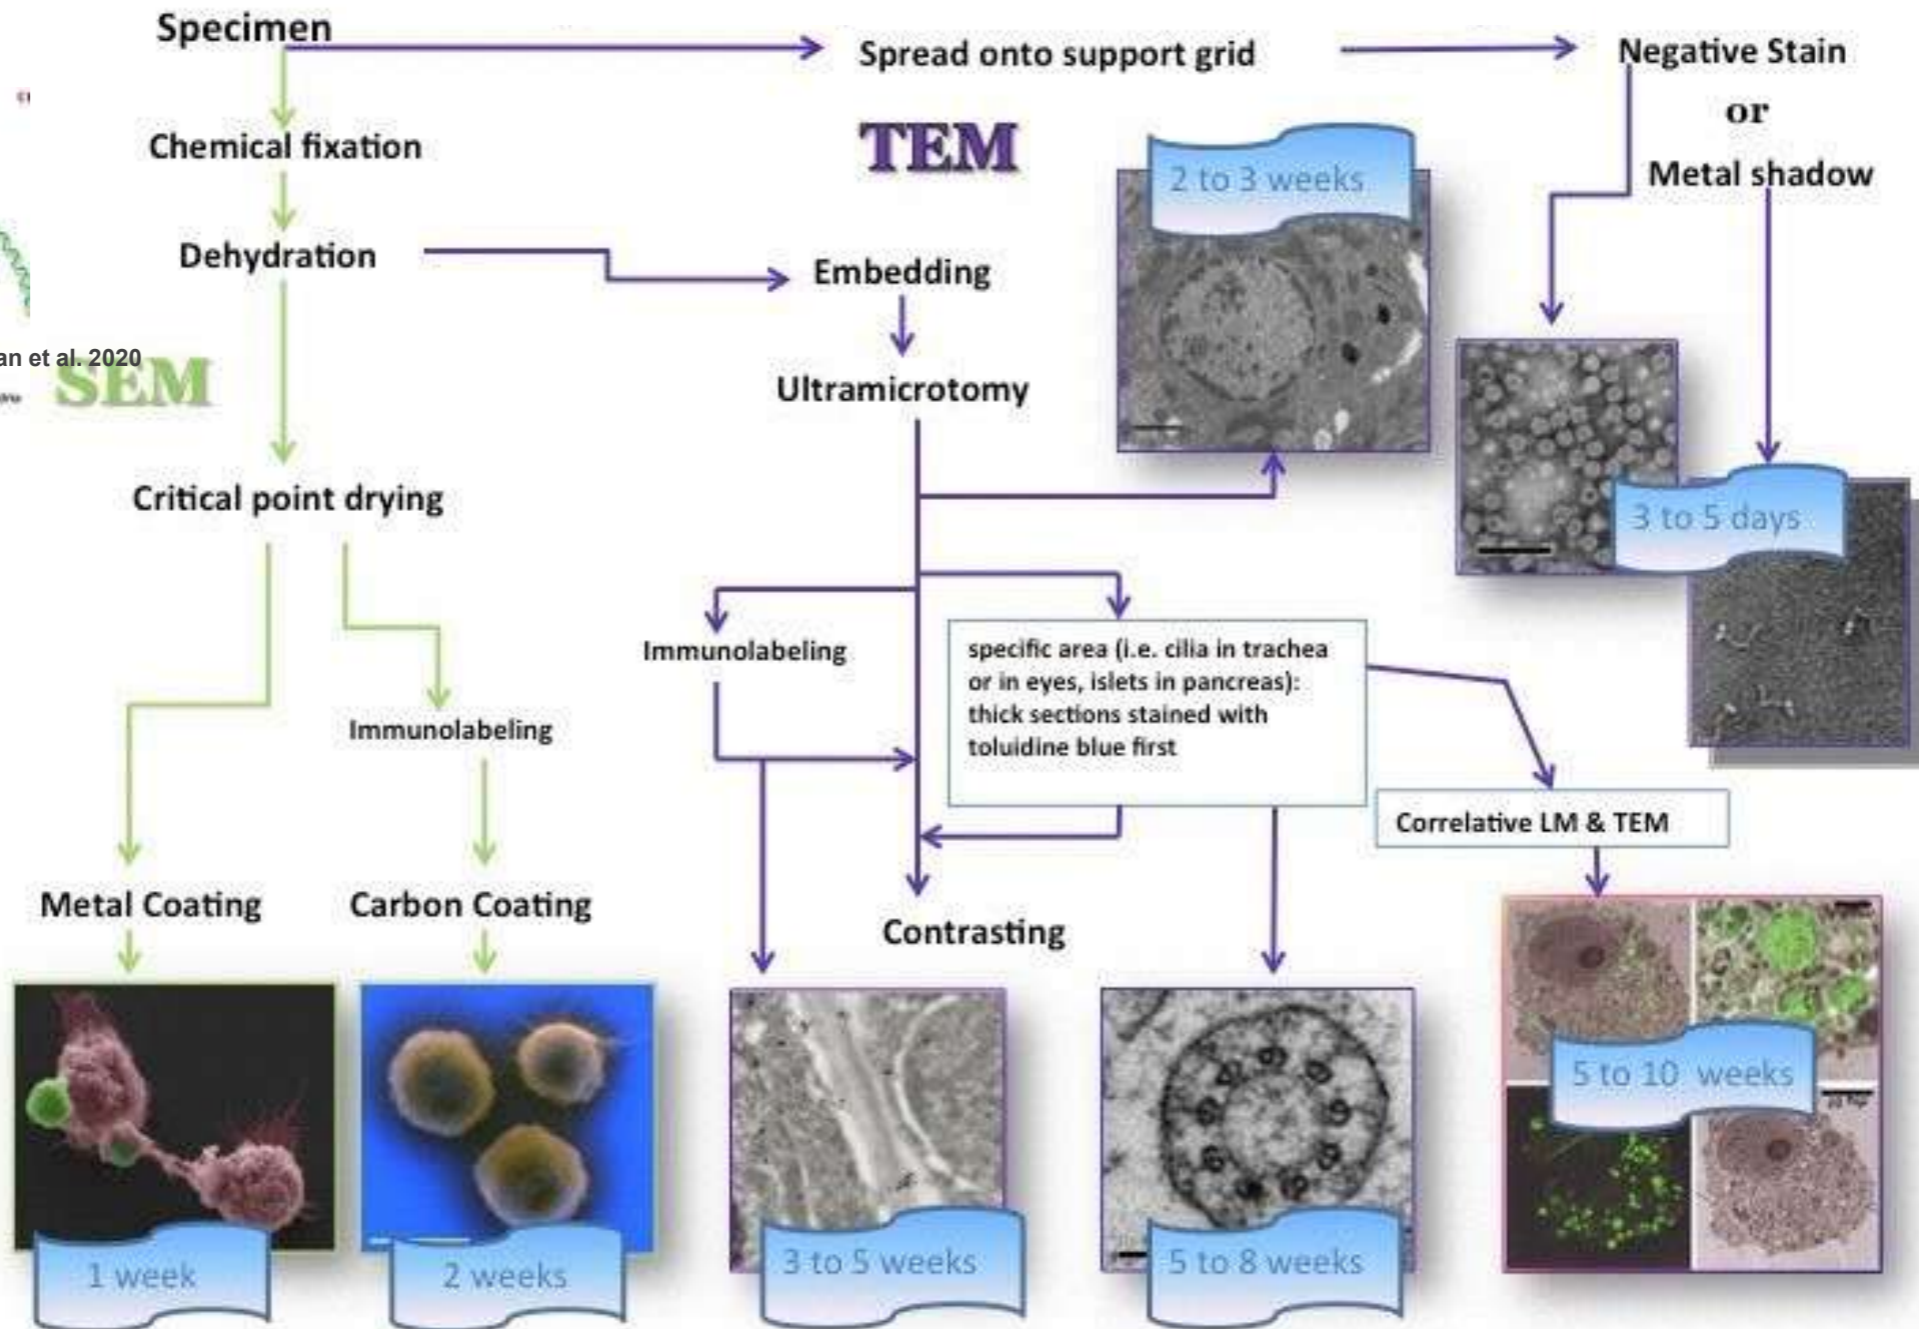 Specimen
Spread onto support grid
Negative Stain
or
Metal shadow
Chemical fixation
TEM
2 to 3 weeks
Dehydration
Embedding
an et al. 2020
SEM
Ultramicrotomy
Critical point drying
3 to 5 days
Immunolabeling
specific area (i.e. cilia in trachea
or in eyes, islets in pancreas):
thick sections stained with
toluidine blue first
Immunolabeling
Correlative LM & TEM
Metal Coating
Carbon Coating
Contrasting
5 to 10 weeks
1 week
2 weeks
3 to 5 weeks
5 to 8 weeks